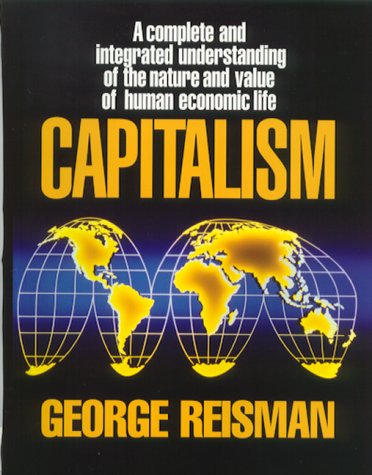 A complete and
integrated understanding
of the nature and value
of human economic life
CAPITALISM
GEORGE REISMAN